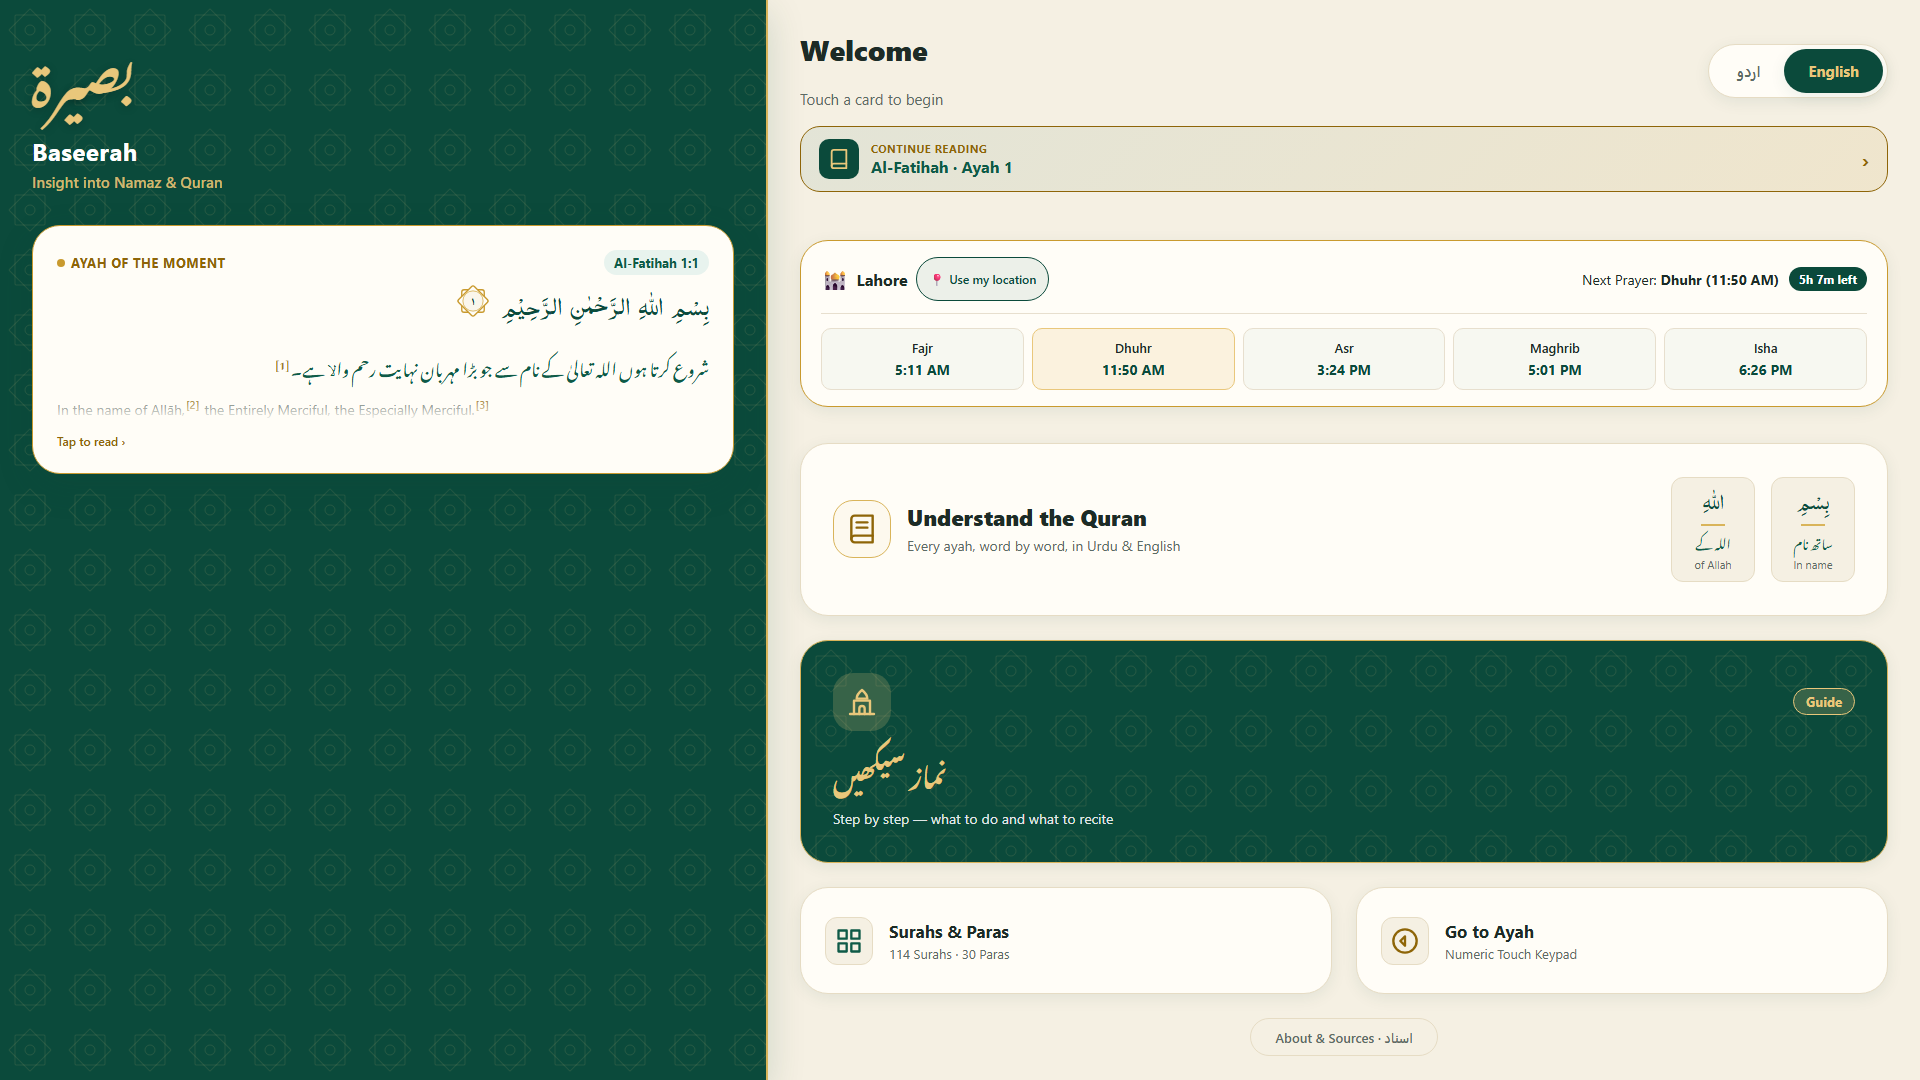 بصيرة
Baseerah
Insight into Namaz & Quran
AYAH OF THE MOMENT
Al-Fatihah 1:1
بِسْمِ اللّٰهِ الرَّحْمٰنِ الرَّحِيْمِ ١
شروع کرتا ہوں اللہ تعالیٰ کے نام سے جو بڑا مہربان نہایت رحم والا ہے۔[1]
In the name of Allāh,[2] the Entirely Merciful, the Especially Merciful.[3]
Tap to read ›
Welcome
Touch a card to begin
اردو
English
CONTINUE READING
Al-Fatihah · Ayah 1
›
Lahore
Use my location
Next Prayer: Dhuhr (11:50 AM)
5h 7m left
Fajr
5:11 AM
Dhuhr
11:50 AM
Asr
3:24 PM
Maghrib
5:01 PM
Isha
6:26 PM
Understand the Quran
Every ayah, word by word, in Urdu & English
بِسْمِ
ساتھ نام
In name
اللّٰهِ
اللہ کے
of Allah
Guide
نماز سیکھیں
Step by step — what to do and what to recite
Surahs & Paras
114 Surahs · 30 Paras
Go to Ayah
Numeric Touch Keypad
About & Sources · اسناد